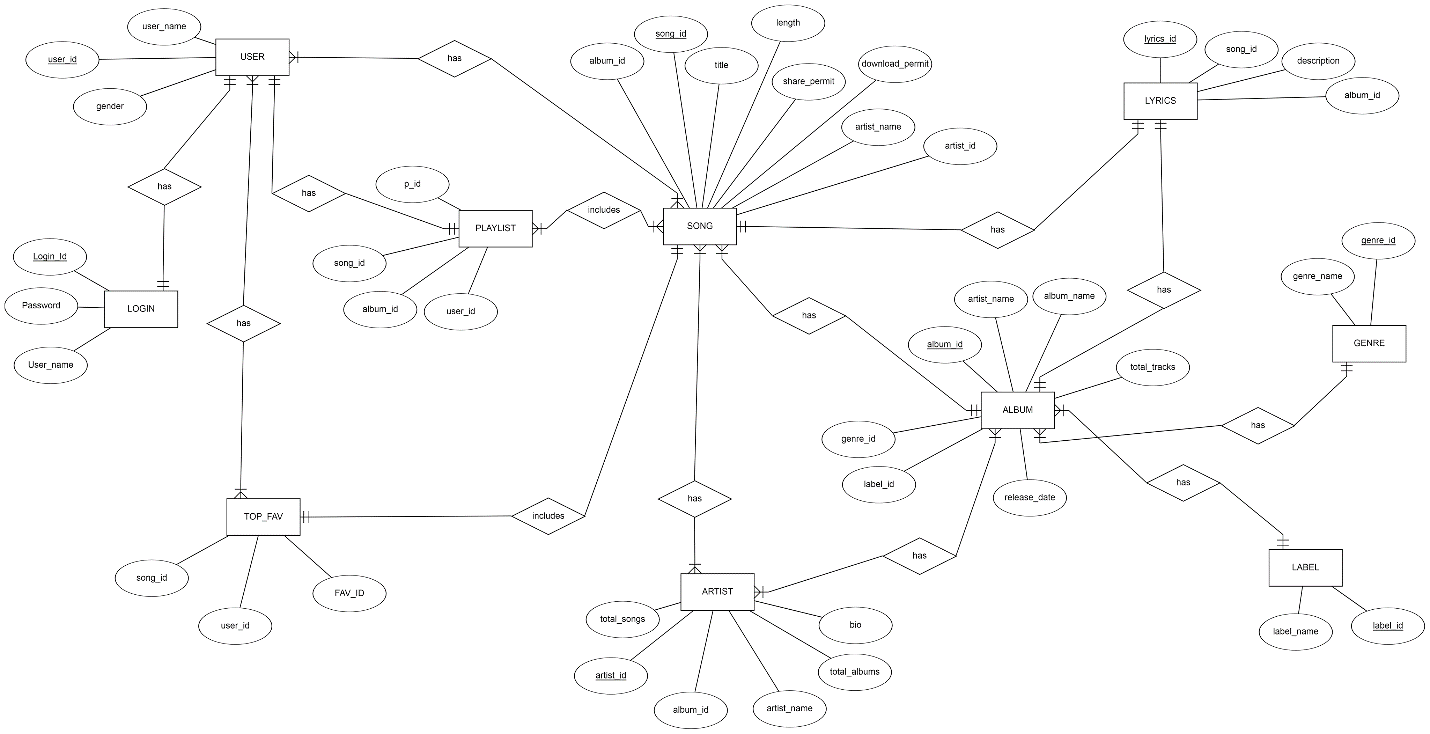 user_name
USER
user_id
gender
has
song_id
length
album_id
title
share_permit
download_permit
artist_name
artist_id
lyrics_id
song_id
description
album_id
LYRICS
has
has
p_id
includes
PLAYLIST
SONG
has
song_id
album_id
user_id
Login_Id
Password
LOGIN
User_name
has
has
has
genre_id
genre_name
GENRE
artist_name
album_name
album_id
total_tracks
ALBUM
genre_id
label_id
release_date
has
has
has
includes
has
TOP_FAV
song_id
FAV_ID
user_id
LABEL
label_name
label_id
ARTIST
total_songs
bio
artist_id
total_albums
album_id
artist_name